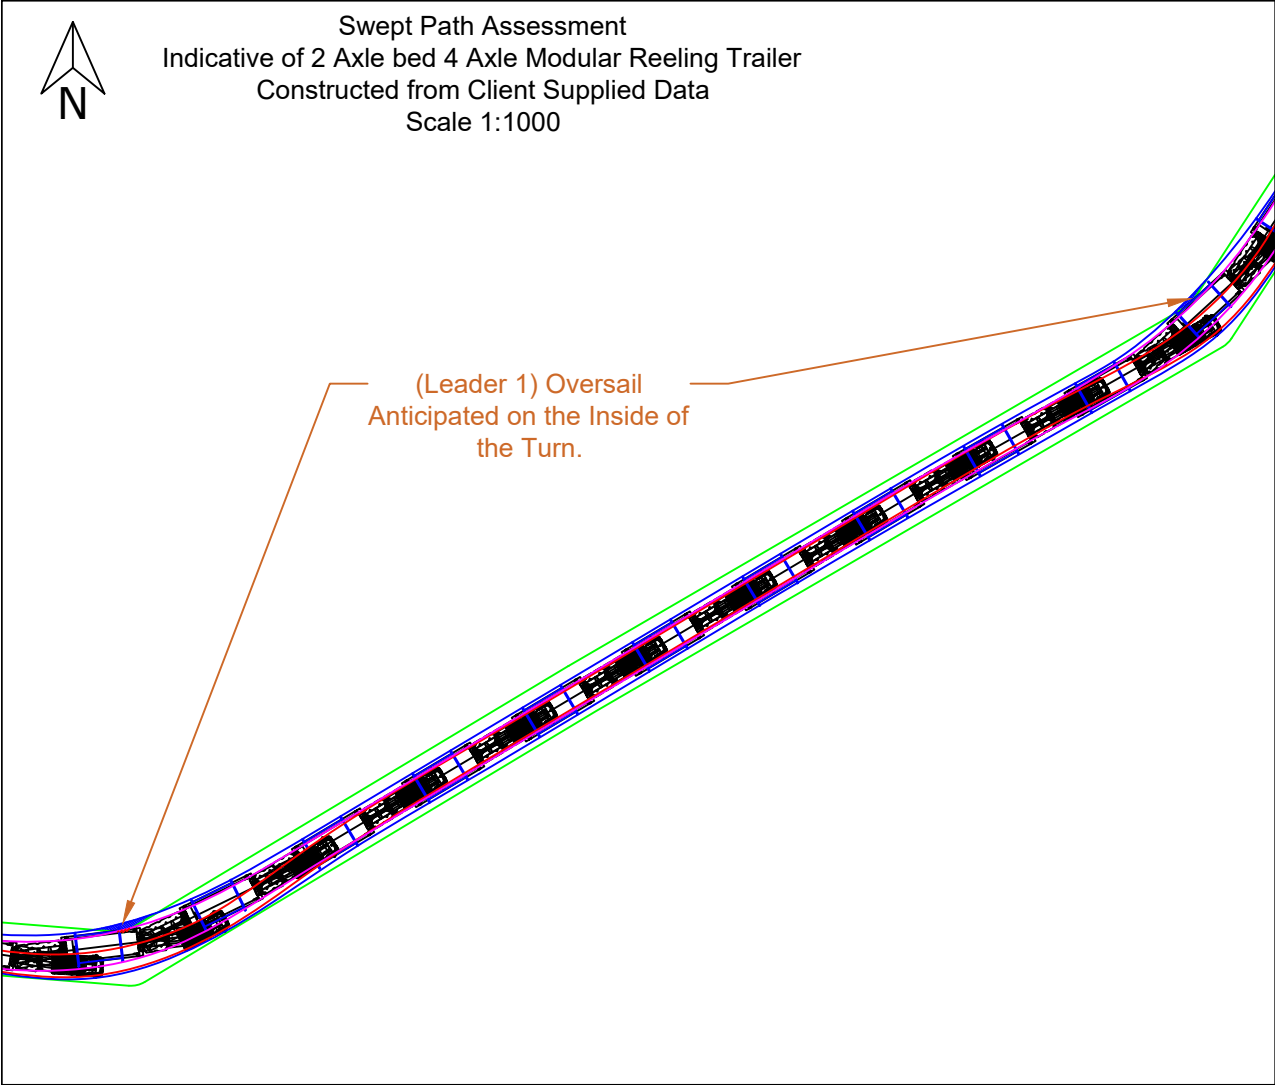 Swept Path Assessment
Indicative of 2 Axle bed 4 Axle Modular Reeling Trailer
Constructed from Client Supplied Data
Scale 1:1000
N
(Leader 1) Oversail
Anticipated on the Inside of
the Turn.